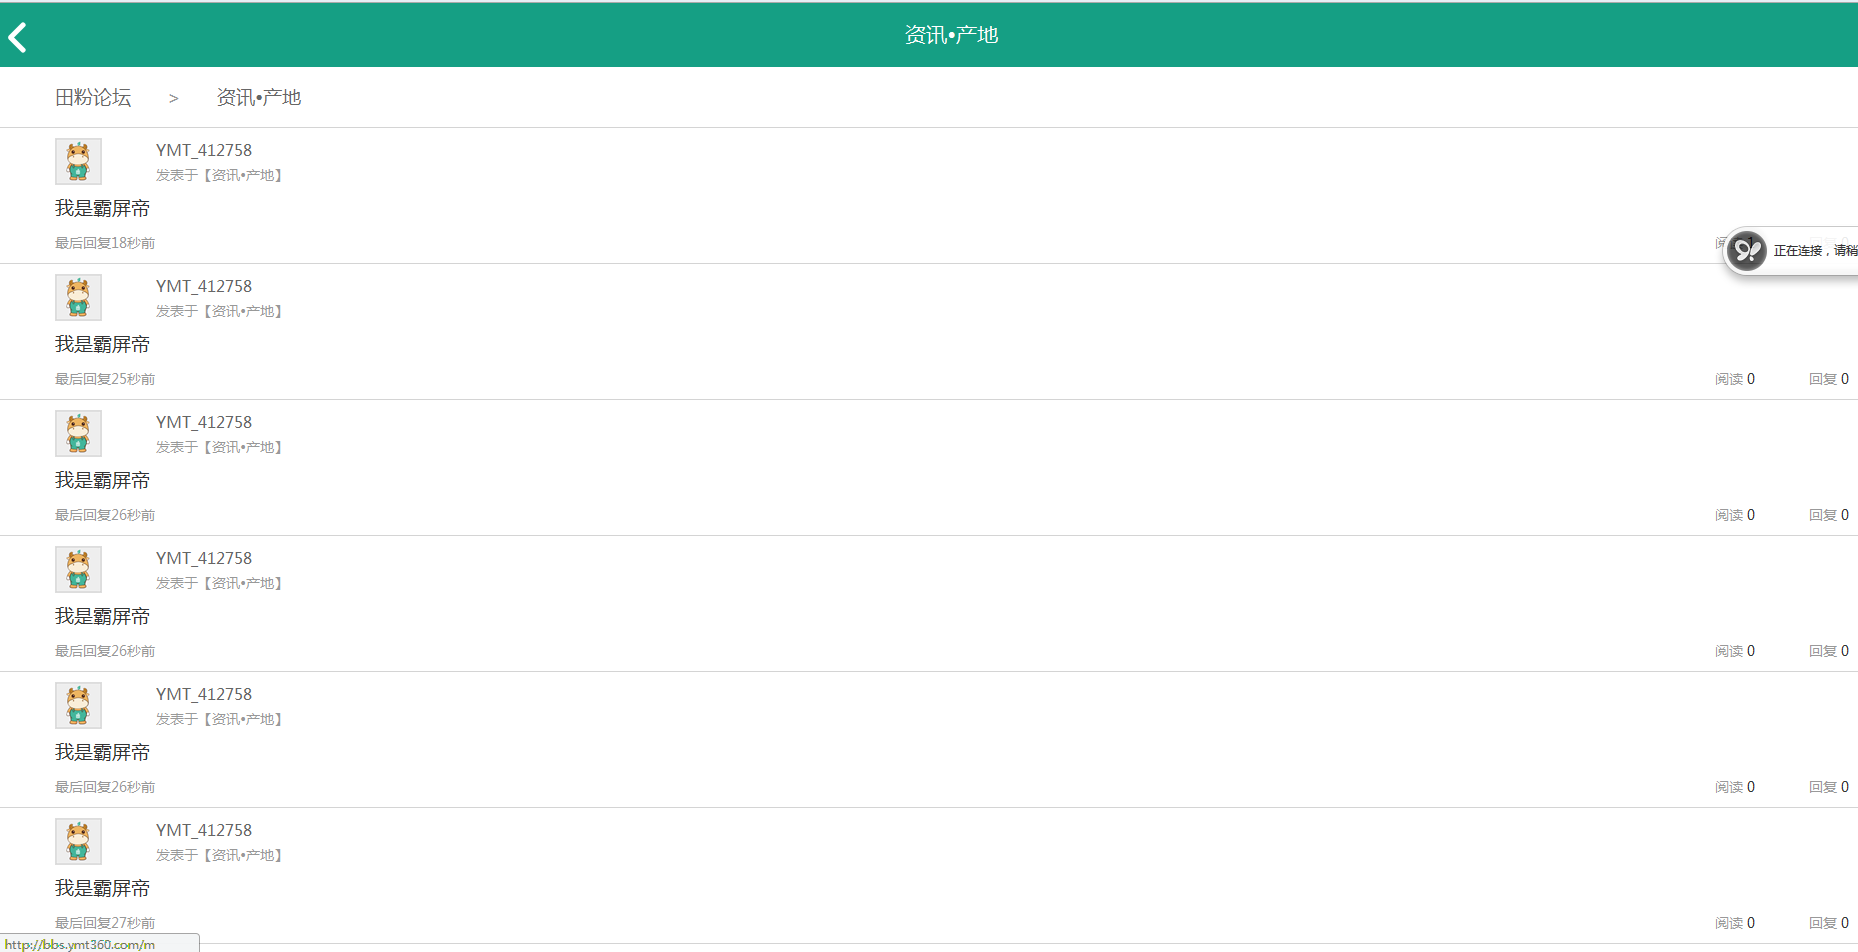 资讯•产地
田粉论坛 > 资讯•产地
YMT_412758
发表于【资讯•产地】
我是霸屏帝
最后回复18秒前
正在连接，请稍
YMT_412758
发表于【资讯•产地】
我是霸屏帝
最后回复25秒前 阅读 0 回复 0
YMT_412758
发表于【资讯•产地】
我是霸屏帝
最后回复26秒前 阅读 0 回复 0
YMT_412758
发表于【资讯•产地】
我是霸屏帝
最后回复26秒前 阅读 0 回复 0
YMT_412758
发表于【资讯•产地】
我是霸屏帝
最后回复26秒前 阅读 0 回复 0
YMT_412758
发表于【资讯•产地】
我是霸屏帝
最后回复27秒前 阅读 0 回复 0
http://bbs.ymt360.com/m